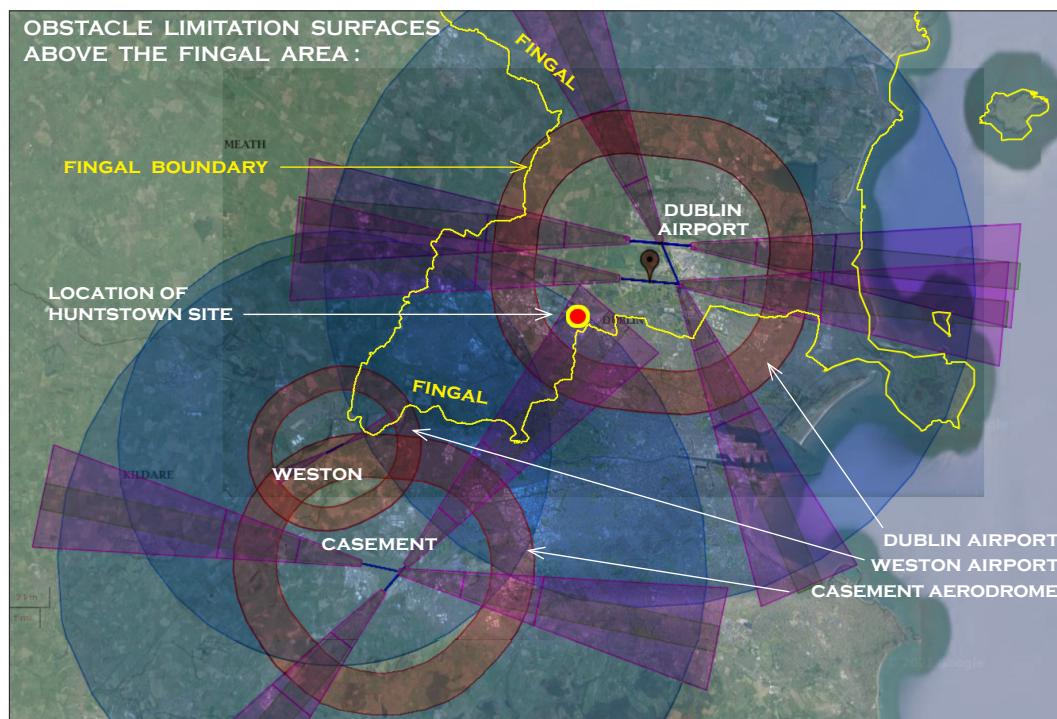 OBSTACLE LIMITATION SURFACES
ABOVE THE FINGAL AREA :
FINGAL
MEATH
FINGAL BOUNDARY
DUBLIN
AIRPORT
LOCATION OF
HUNTSTOWN SITE
DUBLIN
FINGAL
WESTON
KILDARE
CASEMENT
DUBLIN AIRPORT
WESTON AIRPORT
CASEMENT AERODROME